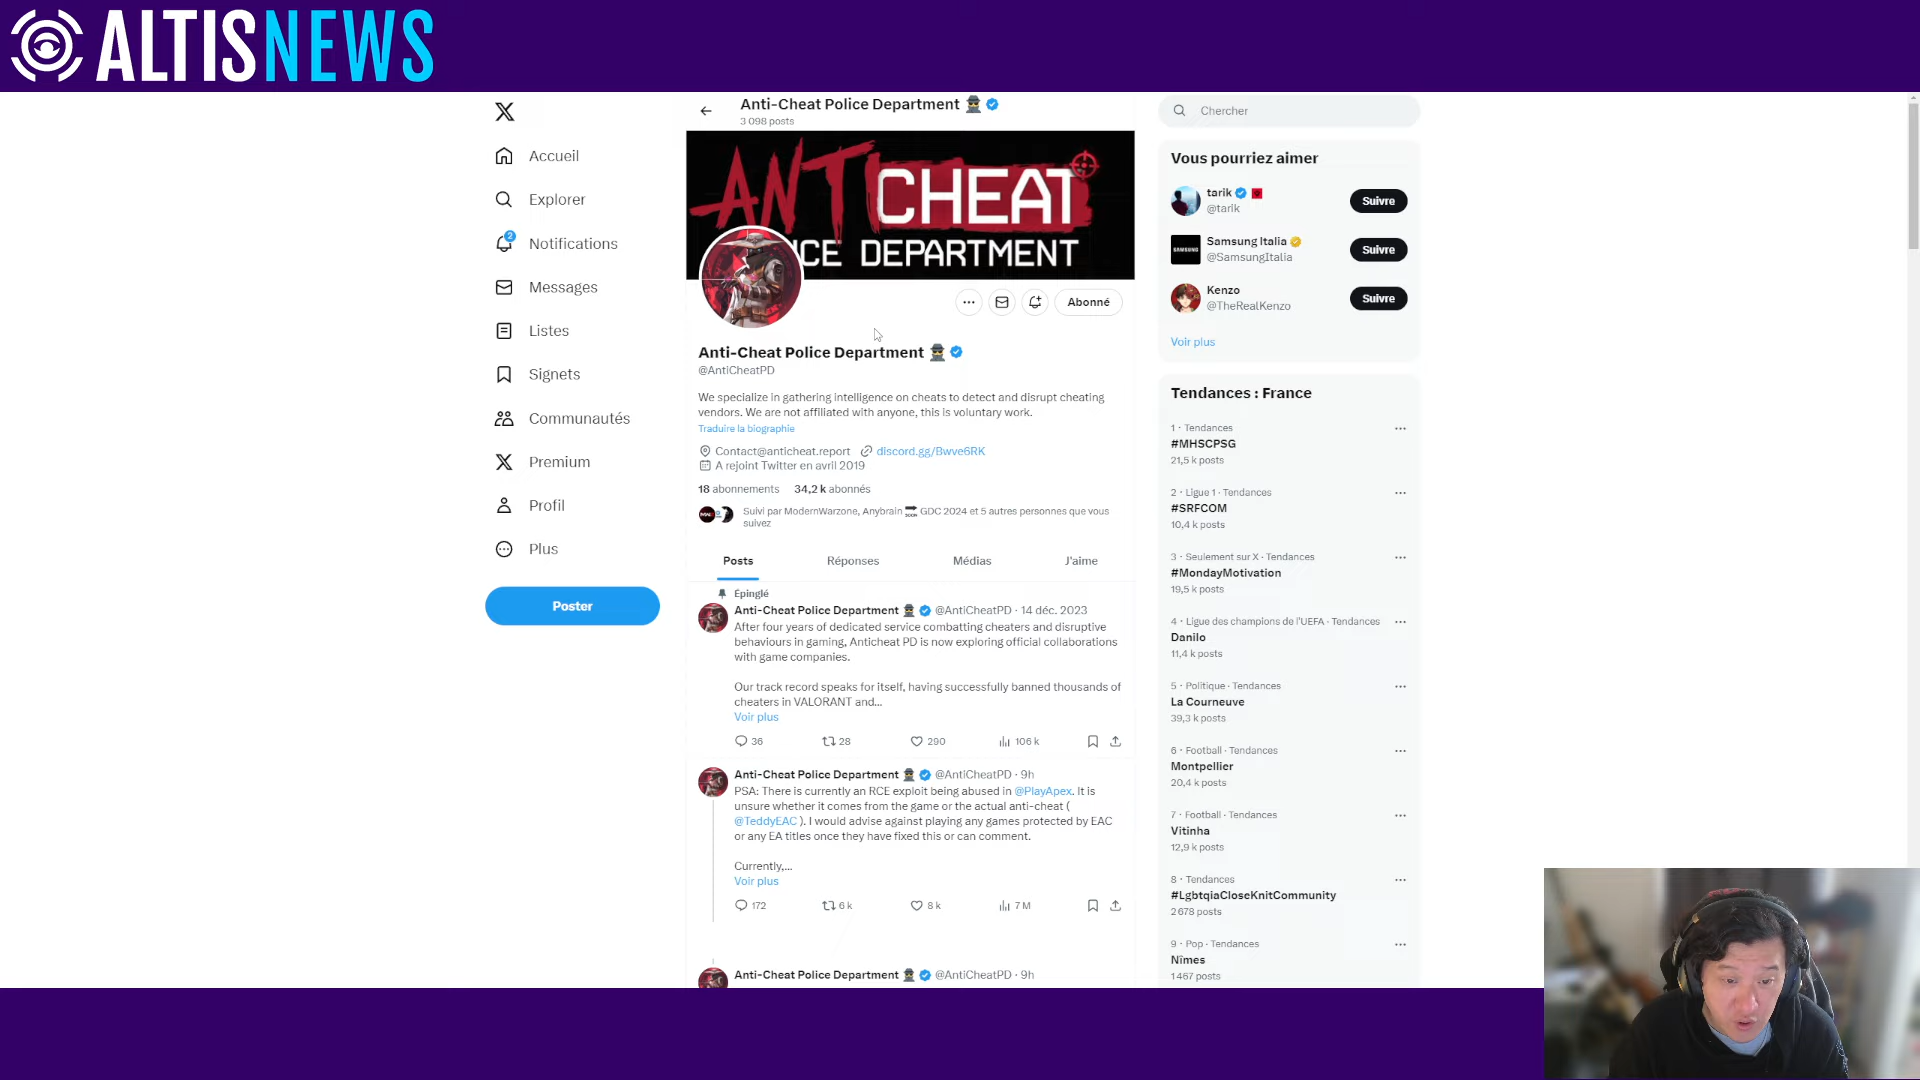 ALTISNEWS
Anti-Cheat Police Department
3 098 posts
Chercher
Accueil
Explorer
2
Notifications
Messages
Listes
Signets
Communautés
Premium
Profil
Plus
Poster
ANTICHEAT
ICE DEPARTMENT
Abonné
Anti-Cheat Police Department
@AntiCheatPD
We specialize in gathering intelligence on cheats to detect and disrupt cheating
vendors. We are not affiliated with anyone, this is voluntary work.
Traduire la biographie
Contact@anticheat.report discord.gg/Bwve6RK
A rejoint Twitter en avril 2019
18 abonnements 34,2 k abonnés
Suivi par ModernWarzone, Anybrain 🔜 GDC 2024 et 5 autres personnes que vous
suivez
Posts Réponses Médias J'aime
Épinglé
Anti-Cheat Police Department @AntiCheatPD · 14 déc. 2023
After four years of dedicated service combatting cheaters and disruptive
behaviours in gaming, Anticheat PD is now exploring official collaborations
with game companies.
Our track record speaks for itself, having successfully banned thousands of
cheaters in VALORANT and...
Voir plus
36 28 290 106 k
Anti-Cheat Police Department @AntiCheatPD · 9h
PSA: There is currently an RCE exploit being abused in @PlayApex. It is
unsure whether it comes from the game or the actual anti-cheat (
@TeddyEAC ). I would advise against playing any games protected by EAC
or any EA titles once they have fixed this or can comment.
Currently,...
Voir plus
172 6 k 8 k 7 M
Anti-Cheat Police Department @AntiCheatPD · 9h
Vous pourriez aimer
tarik
@tarik
Suivre
SAMSUNG
Samsung Italia
@SamsungItalia
Suivre
Kenzo
@TheRealKenzo
Suivre
Voir plus
Tendances : France
1 · Tendances
#MHSCPSG
21,5 k posts
2 · Ligue 1 · Tendances
#SRFCOM
10,4 k posts
3 · Seulement sur X · Tendances
#MondayMotivation
19,5 k posts
4 · Ligue des champions de l'UEFA · Tendances
Danilo
11,4 k posts
5 · Politique · Tendances
La Courneuve
39,3 k posts
6 · Football · Tendances
Montpellier
20,4 k posts
7 · Football · Tendances
Vitinha
12,9 k posts
8 · Tendances
#LgbtqiaCloseKnitCommunity
2 678 posts
9 · Pop · Tendances
Nîmes
1 467 posts